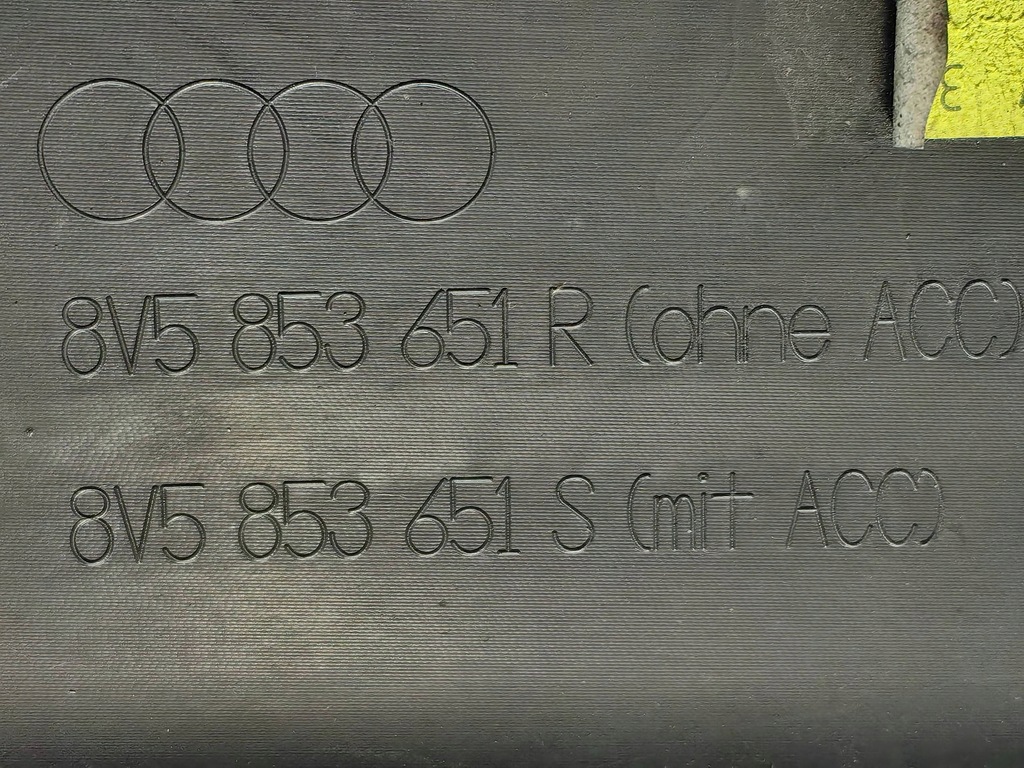 8V5 853 651 R (ohne ACC)
8V5 853 651 S (mit ACC)